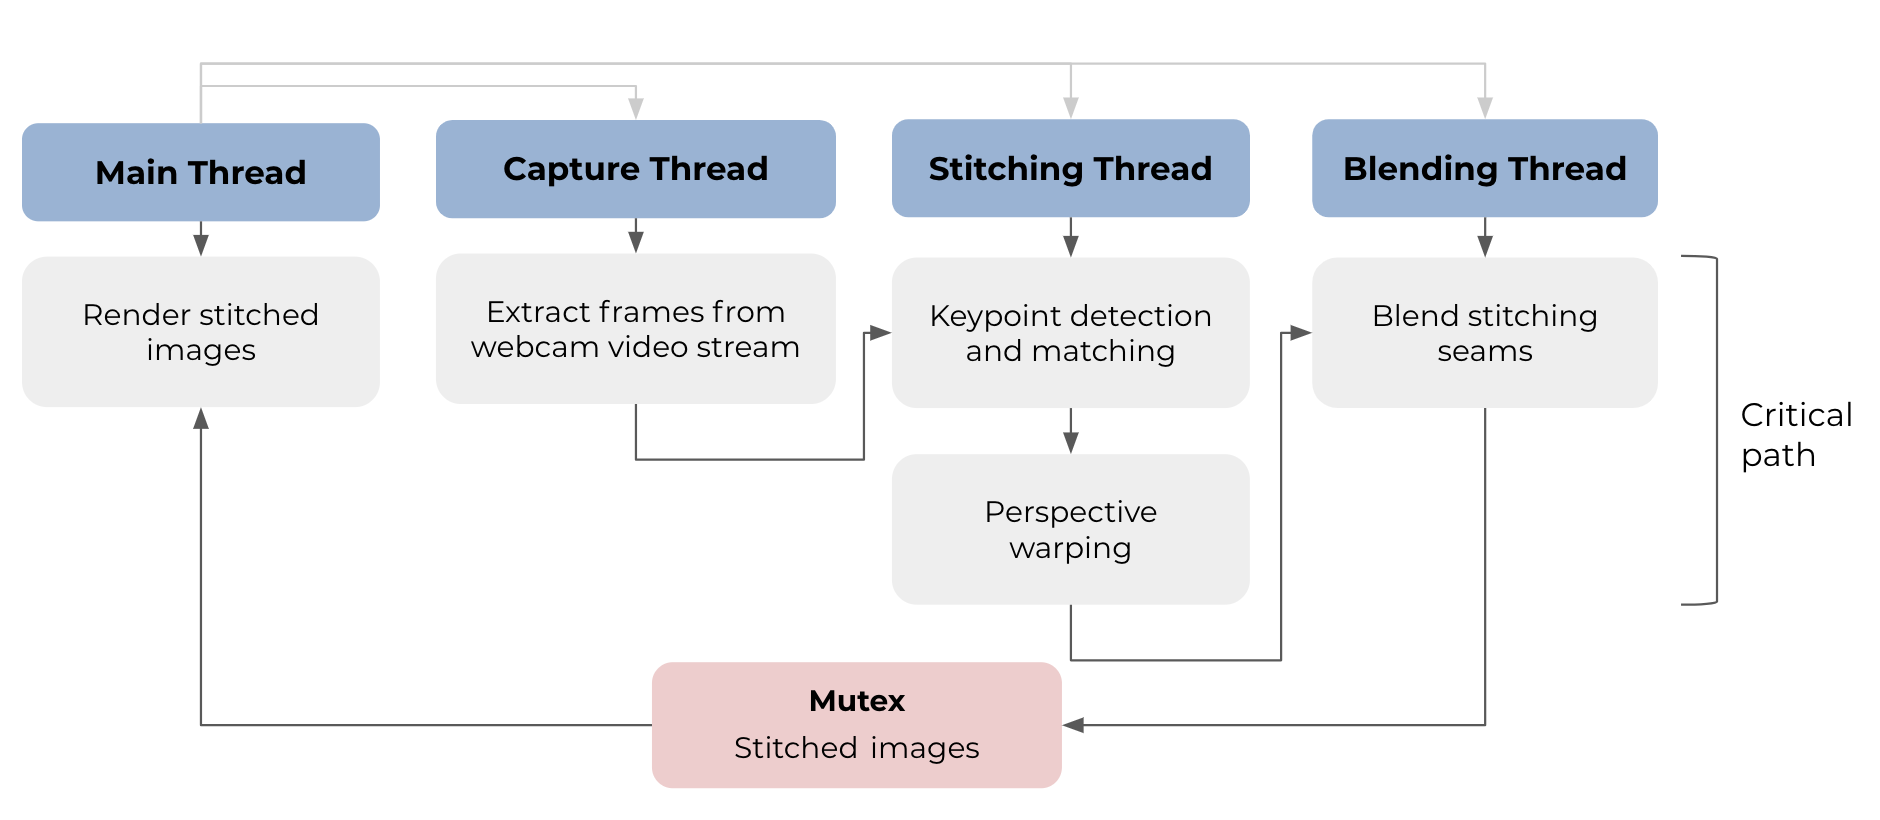 Main Thread
Capture Thread
Stitching Thread
Blending Thread
Render stitched
images
Extract frames from
webcam video stream
Keypoint detection
and matching
Blend stitching
seams
Critical
path
Perspective
warping
Mutex
Stitched images